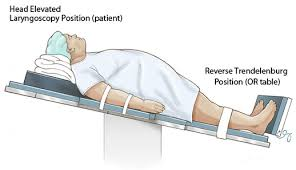 Head Elevated
Laryngoscopy Position (patient)
Reverse Trendelenburg
Position (OR table)